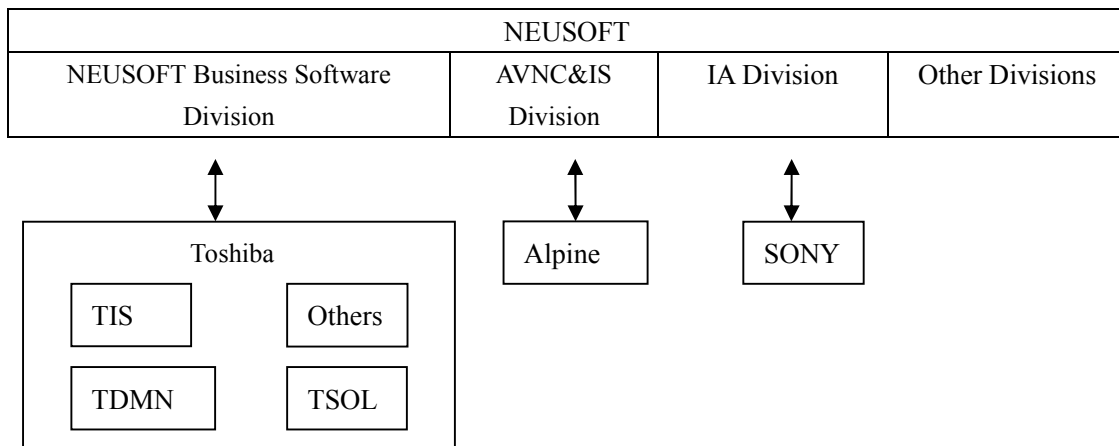 NEUSOFT
NEUSOFT Business Software
Division
AVNC&IS
Division
IA Division
Other Divisions
Toshiba
TIS
Others
TDMN
TSOL
Alpine
SONY